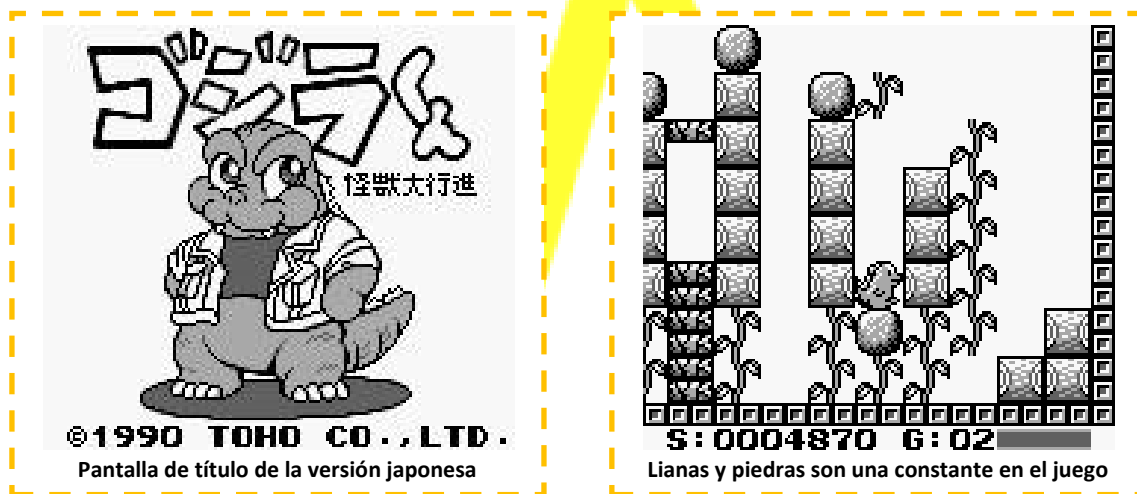 ゴジラくん
怪獣大行進
©1990 TOHO CO.,LTD.
Pantalla de título de la versión japonesa
S:0004870 G:02
Lianas y piedras son una constante en el juego